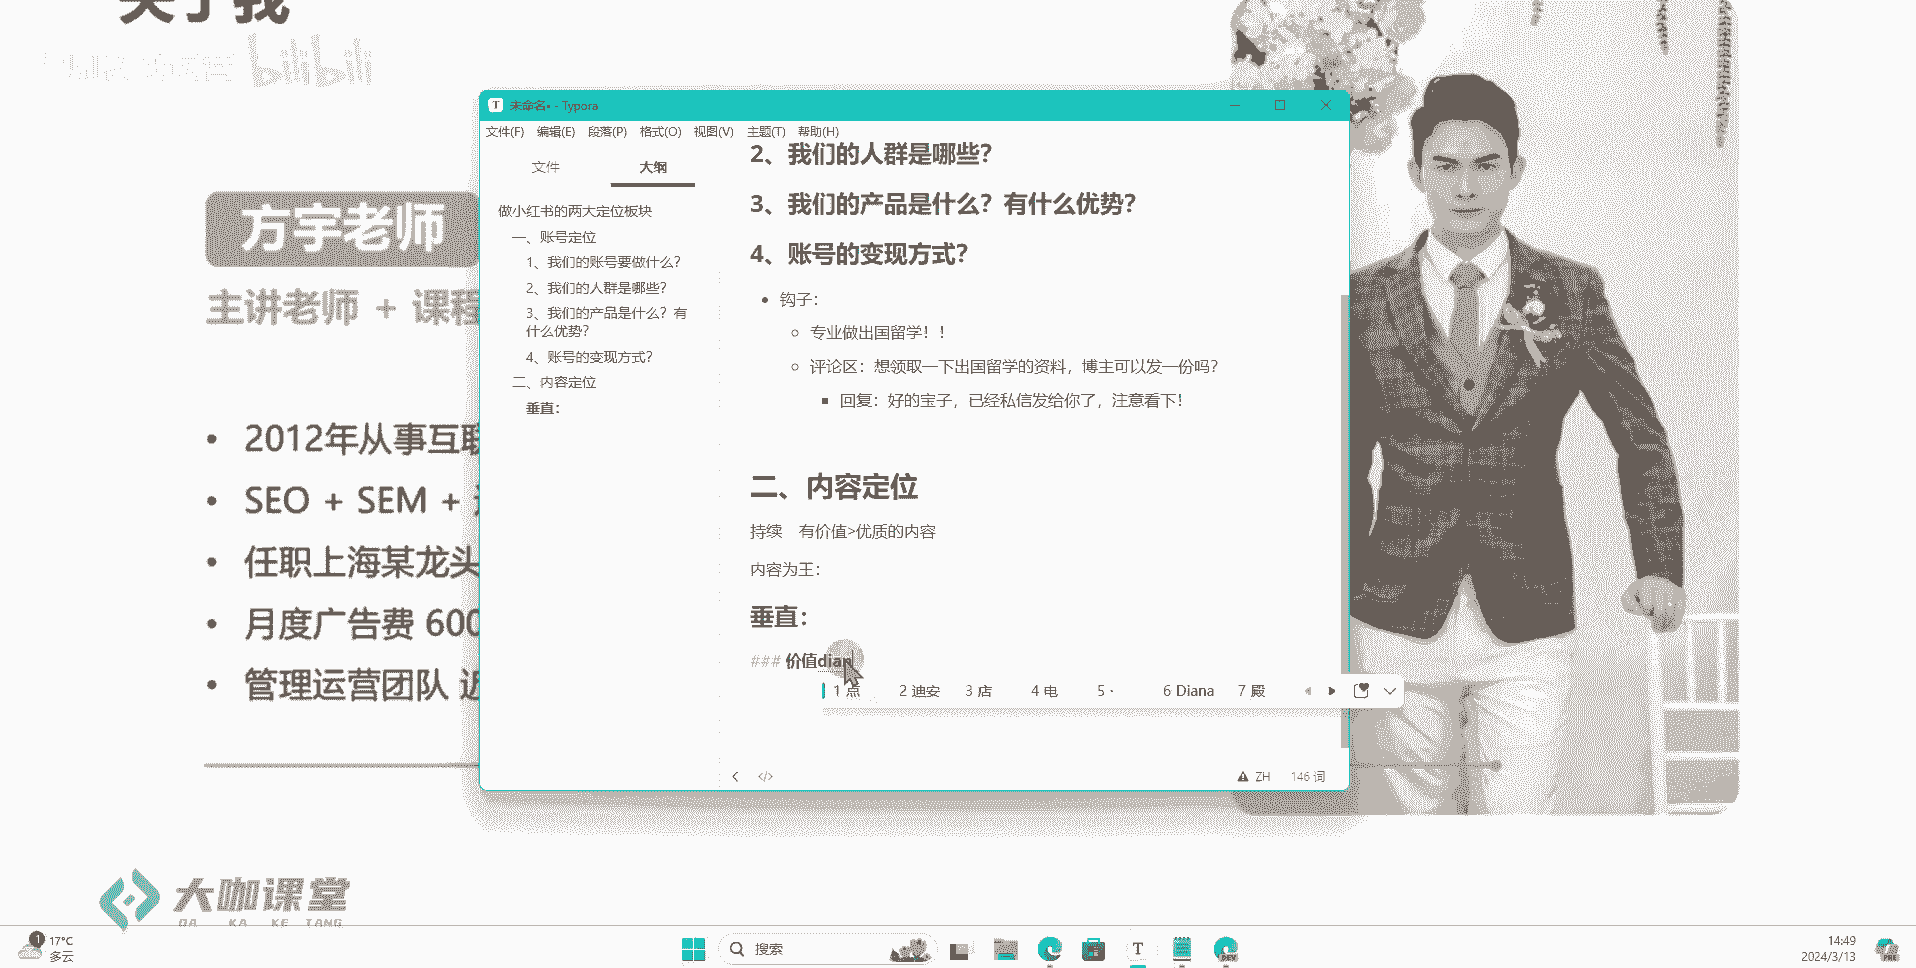 关于我
bilibili
方宇老师
主讲老师 + 课程
2012年从事互联
SEO + SEM +
任职上海某龙头
月度广告费 600
管理运营团队 近
未命名• - Typora
文件(F) 编辑(E) 段落(P) 格式(O) 视图(V) 主题(T) 帮助(H)
文件 大纲
做小红书的两大定位板块
一、账号定位
1、我们的账号要做什么?
2、我们的人群是哪些?
3、我们的产品是什么? 有
什么优势?
4、账号的变现方式?
二、内容定位
垂直:
2、我们的人群是哪些?
3、我们的产品是什么? 有什么优势?
4、账号的变现方式?
钩子:
专业做出国留学! !
评论区: 想领取一下出国留学的资料, 博主可以发一份吗?
回复: 好的宝子, 已经私信发给你了, 注意看下!
二、内容定位
持续 有价值>优质的内容
内容为王:
垂直:
### 价值dian
1 点 2 迪安 3 店 4 电 5 · 6 Diana 7 殿
</> ZH 146 词
大咖课堂
DA KA KE TANG
1 17°C
多云
搜索
T
DEV
14:49
2024/3/13
PRE